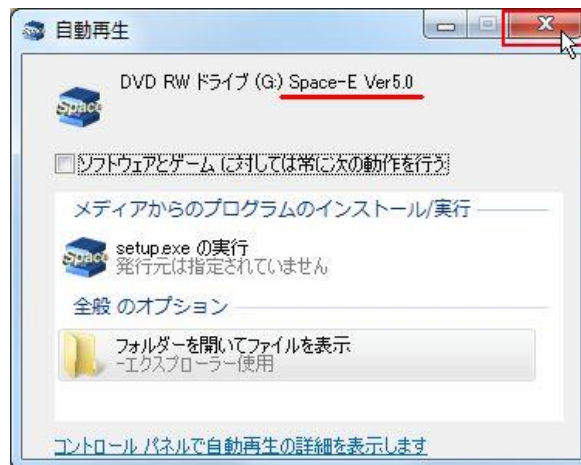 自動再生
DVD RW ドライブ (G:) Space-E Ver5.0
Space
ソフトウェアとゲーム に対しては常に次の動作を行う:
メディアからのプログラムのインストール/実行
Space
setup.exe の実行
発行元は指定されていません
全般 のオプション
フォルダーを開いてファイルを表示
-エクスプローラー使用
コントロール パネルで自動再生の詳細を表示します